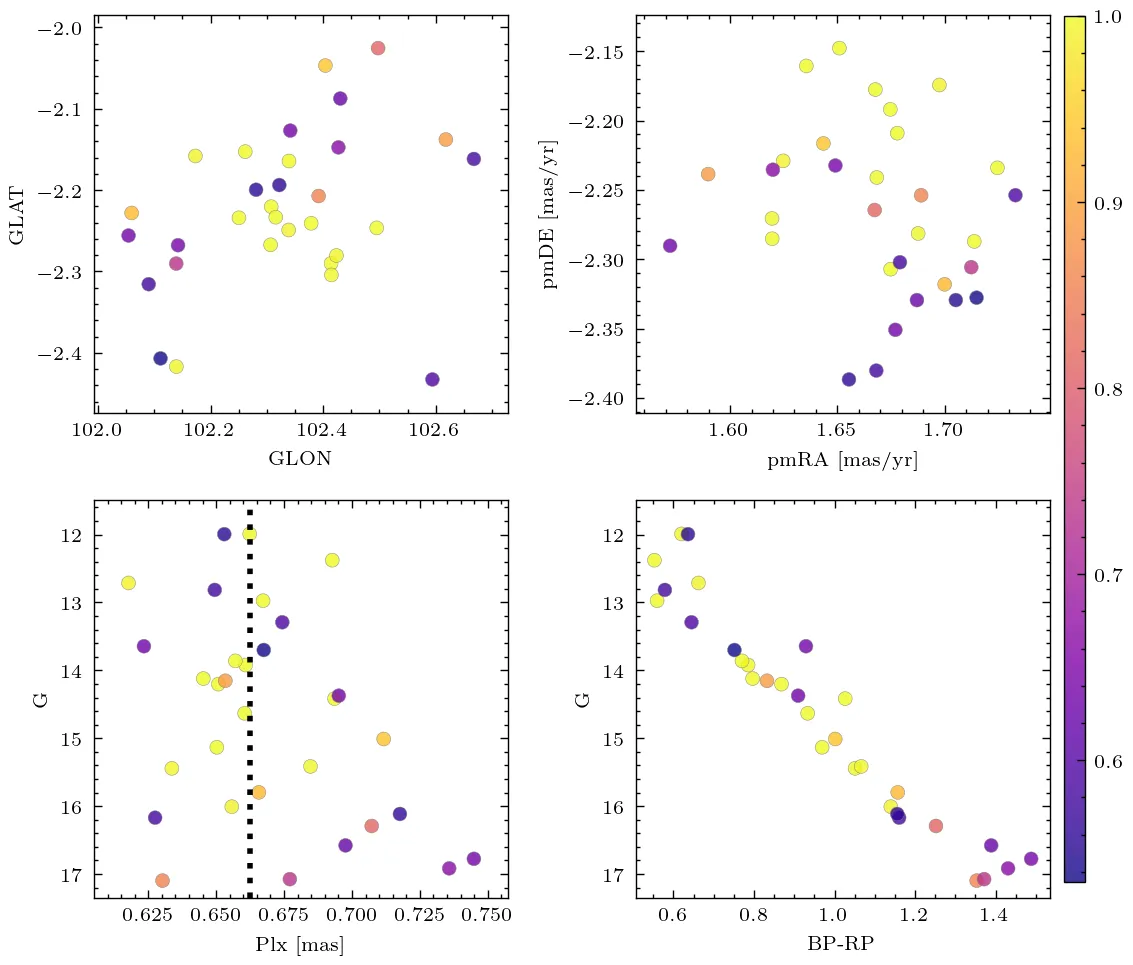 −2.0
−2.1
−2.2
−2.3
−2.4
GLAT
102.0 102.2 102.4 102.6
GLON
−2.15
−2.20
−2.25
−2.30
−2.35
−2.40
pmDE [mas/yr]
1.60 1.65 1.70
pmRA [mas/yr]
12
13
14
15
16
17
G
0.625 0.650 0.675 0.700 0.725 0.750
Plx [mas]
12
13
14
15
16
17
G
0.6 0.8 1.0 1.2 1.4
BP-RP
1.0
0.9
0.8
0.7
0.6